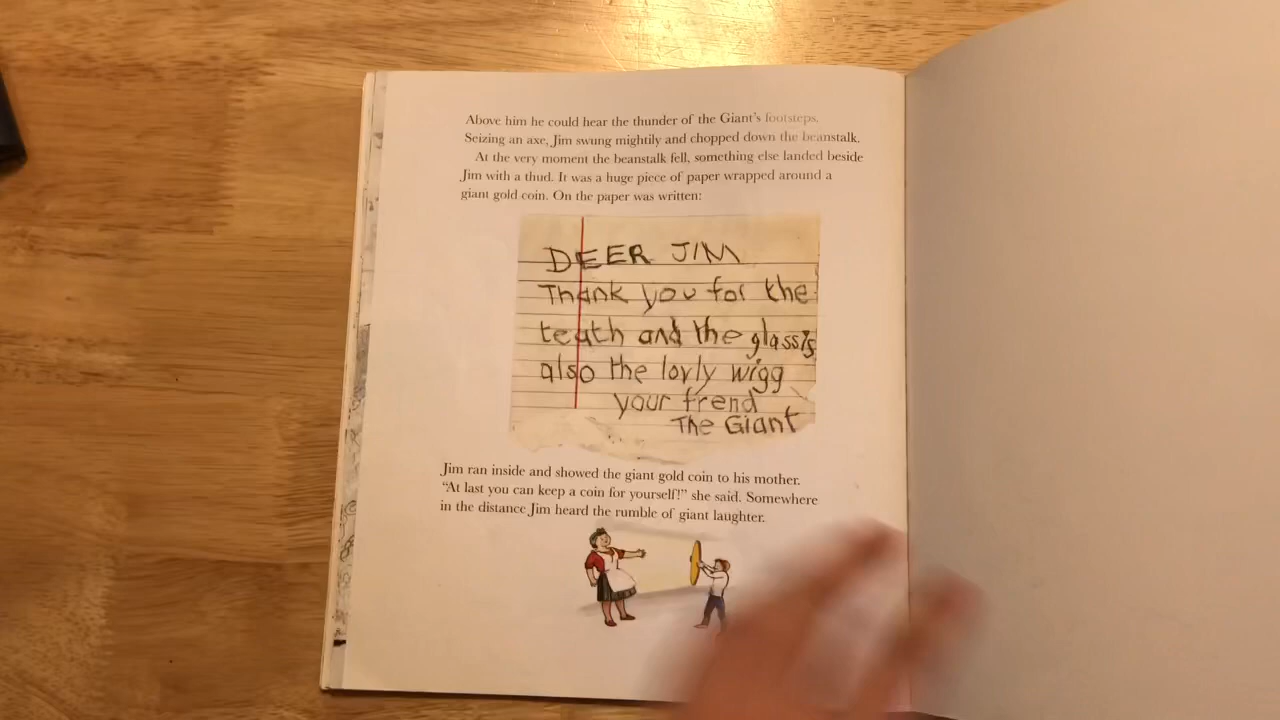 Above him he could hear the thunder of the Giant's footsteps.
Seizing an axe, Jim swung mightily and chopped down the beanstalk.
At the very moment the beanstalk fell, something else landed beside
Jim with a thud. It was a huge piece of paper wrapped around a
giant gold coin. On the paper was written:
DEER JIM
Thank you for the
teuth and the glassis
also the lovly wigg
your frend
The Giant
Jim ran inside and showed the giant gold coin to his mother.
"At last you can keep a coin for yourself!" she said. Somewhere
in the distance Jim heard the rumble of giant laughter.